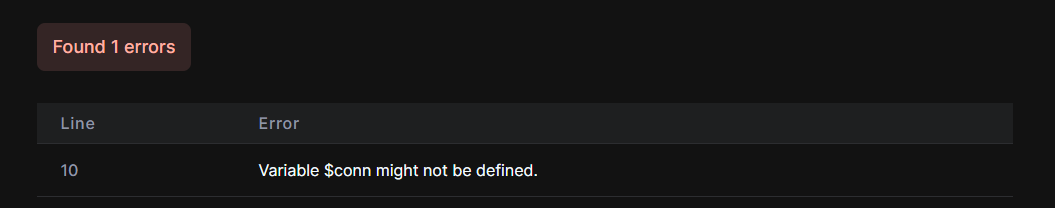 Found 1 errors
Line Error
10 Variable $conn might not be defined.